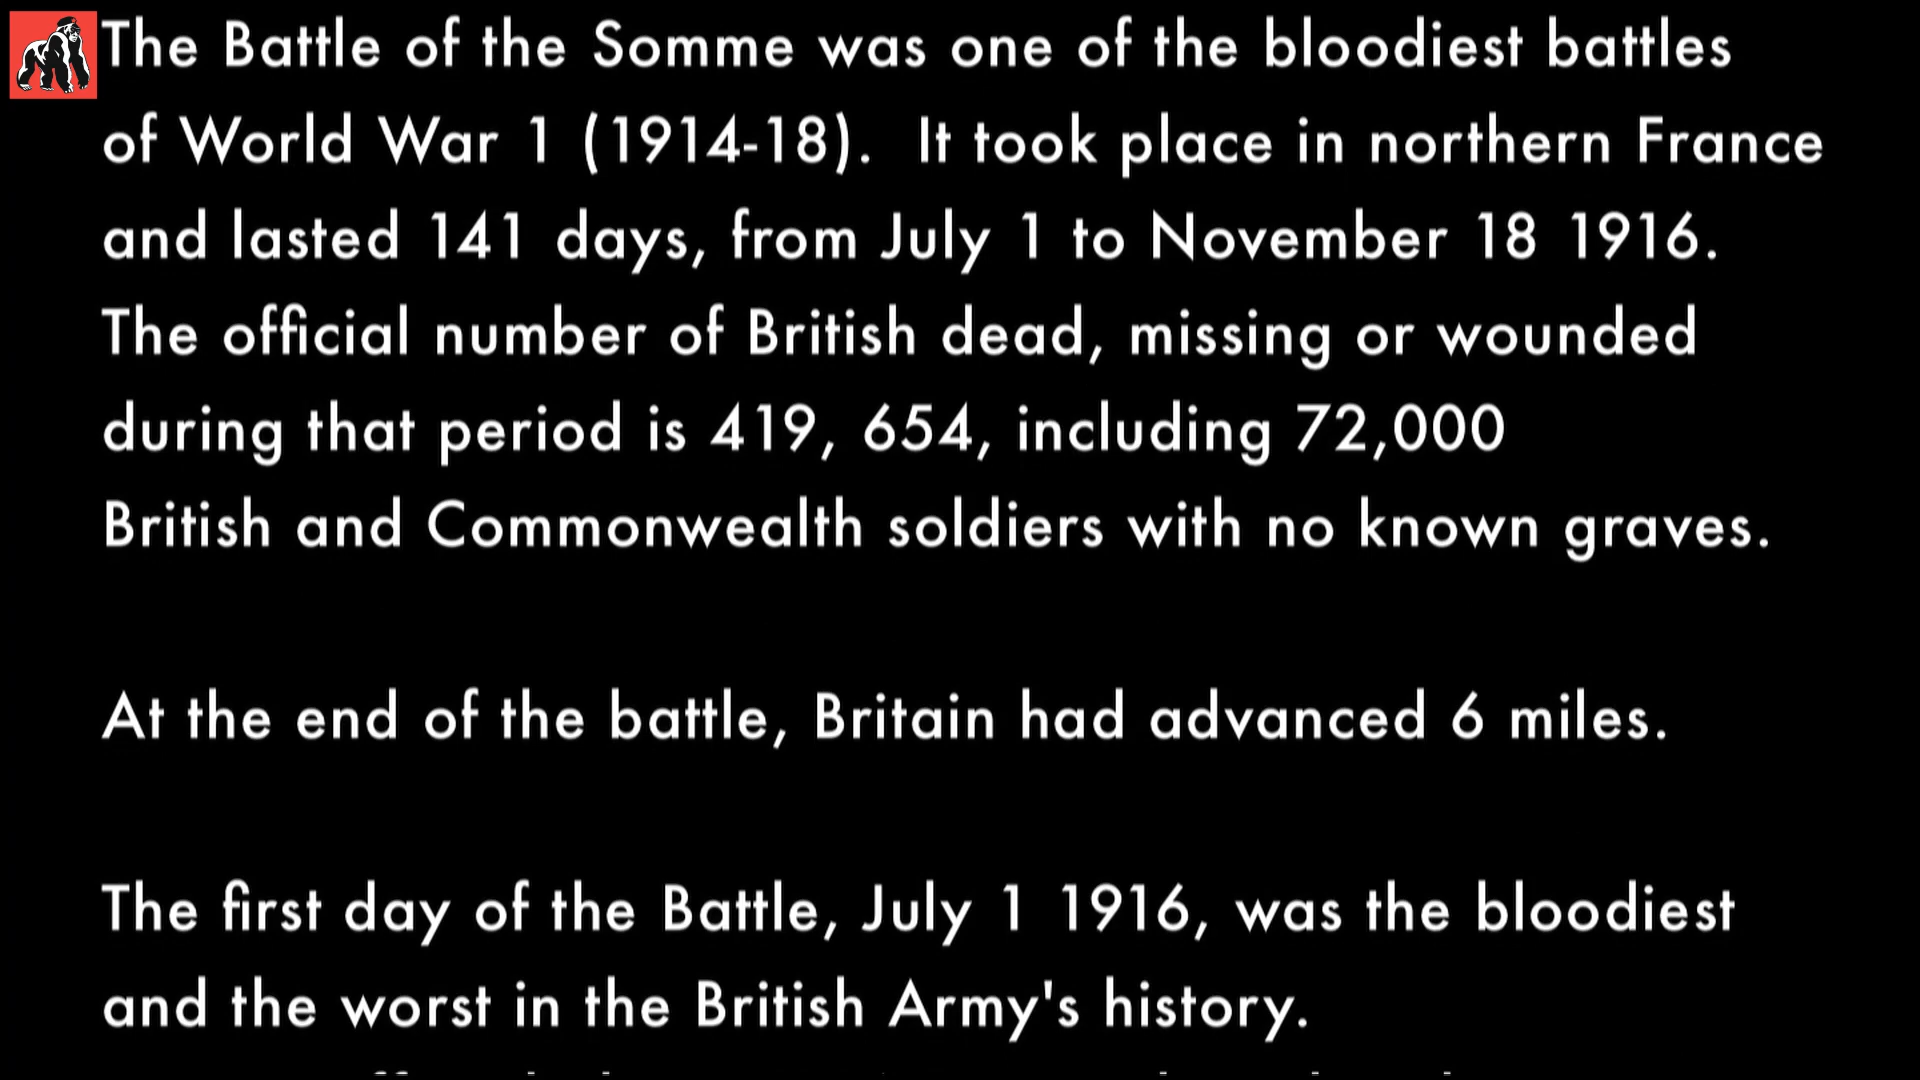 The Battle of the Somme was one of the bloodiest battles
of World War 1 (1914-18).  It took place in northern France
and lasted 141 days, from July 1 to November 18 1916.
The official number of British dead, missing or wounded
during that period is 419, 654, including 72,000
British and Commonwealth soldiers with no known graves.
At the end of the battle, Britain had advanced 6 miles.
The first day of the Battle, July 1 1916, was the bloodiest
and the worst in the British Army's history.